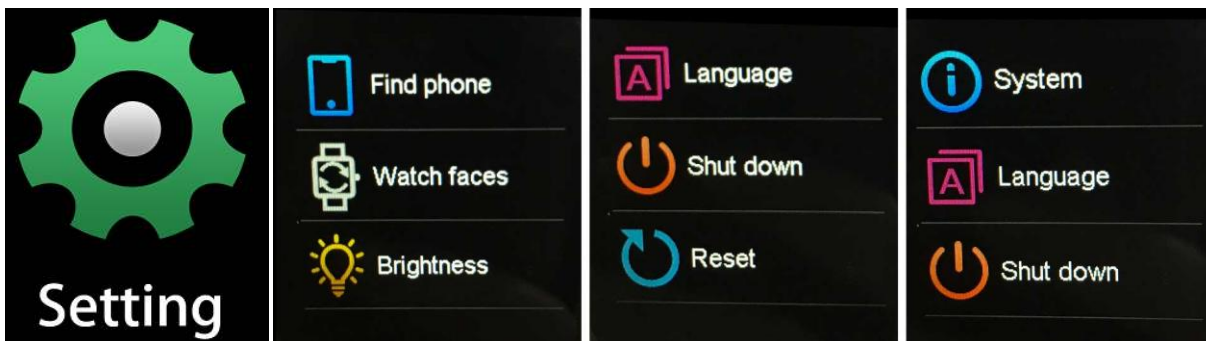 Setting
Find phone
Watch faces
Brightness
A Language
Shut down
Reset
i System
A Language
Shut down